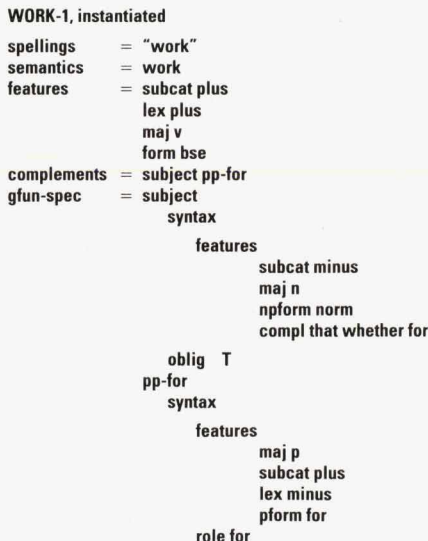 WORK-1, instantiated
spellings = “work”
semantics = work
features = subcat plus
lex plus
maj v
form bse
complements = subject pp-for
gfun-spec = subject
syntax
features
subcat minus
maj n
npform norm
compl that whether for
oblig T
pp-for
syntax
features
maj p
subcat plus
lex minus
pform for
role for